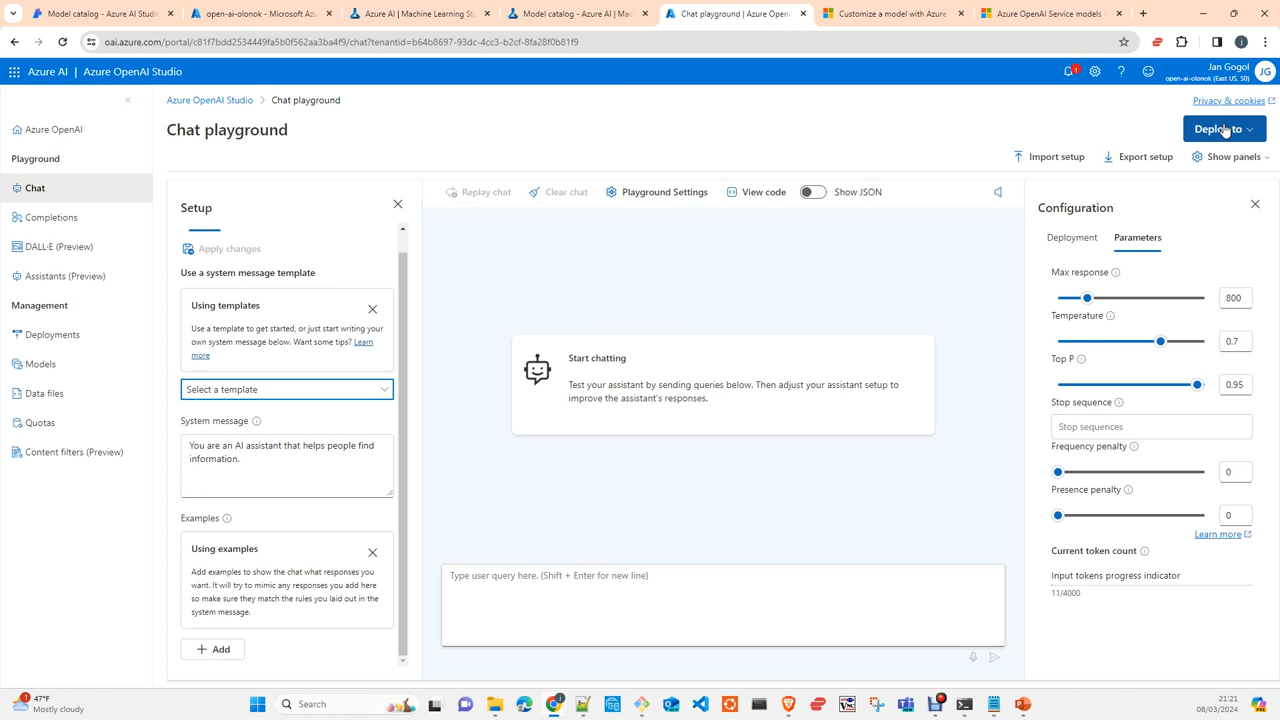 Model catalog - Azure AI Studi
open-ai-olonok - Microsoft Az
Azure AI | Machine Learning St
Model catalog - Azure AI | Ma
Chat playground | Azure OpenA
Customize a model with Azure
Azure OpenAI Service models -
oai.azure.com/portal/c81f7bdd2534449fa5b0f562aa3ba4f9/chat?tenantid=b64b8697-93dc-4cc3-b2cf-8fa28f0b81f9
Azure AI | Azure OpenAI Studio
1
Jan Gogol
open-ai-olonok (East US, S0)
JG
Azure OpenAI Studio > Chat playground
Privacy & cookies
Azure OpenAI
Chat playground
Deploy to
Playground
Import setup
Export setup
Show panels
Chat
Completions
DALL·E (Preview)
Assistants (Preview)
Management
Deployments
Models
Data files
Quotas
Content filters (Preview)
Setup
Apply changes
Use a system message template
Using templates
Use a template to get started, or just start writing your
own system message below. Want some tips? Learn
more
Select a template
System message
You are an AI assistant that helps people find
information.
Examples
Using examples
Add examples to show the chat what responses you
want. It will try to mimic any responses you add here
so make sure they match the rules you laid out in the
system message.
Add
Replay chat
Clear chat
Playground Settings
View code
Show JSON
Start chatting
Test your assistant by sending queries below. Then adjust your assistant setup to
improve the assistant's responses.
Type user query here. (Shift + Enter for new line)
Configuration
Deployment
Parameters
Max response
800
Temperature
0.7
Top P
0.95
Stop sequence
Stop sequences
Frequency penalty
0
Presence penalty
0
Learn more
Current token count
Input tokens progress indicator
11/4000
1
47°F
Mostly cloudy
Search
21:21
08/03/2024